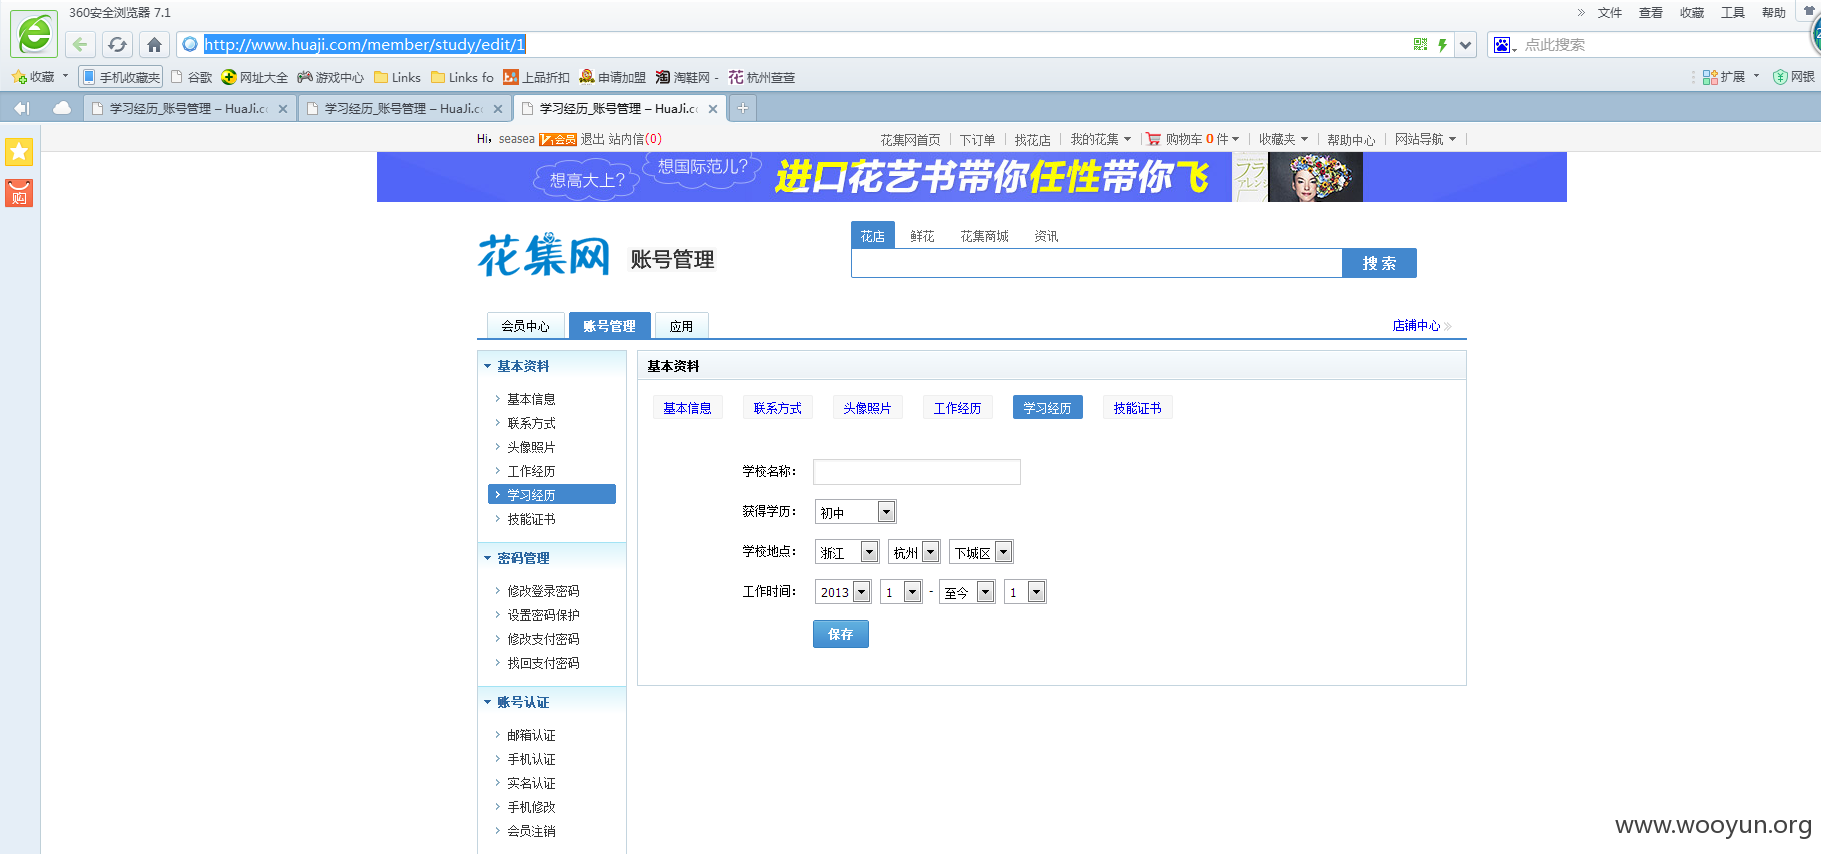 360安全浏览器 7.1
» 文件 查看 收藏 工具 帮助
http://www.huaji.com/member/study/edit/1
点此搜索
收藏 手机收藏夹 谷歌 网址大全 游戏中心 Links Links fo 上品折扣 申请加盟 淘鞋网 - 杭州萱萱
扩展 网银
学习经历_账号管理 – HuaJi.c
学习经历_账号管理 – HuaJi.c
学习经历_账号管理 – HuaJi.c
Hi，seasea 会员 退出 站内信(0)
花集网首页 下订单 找花店 我的花集 购物车 0 件 收藏夹 帮助中心 网站导航
购
想高大上？ 想国际范儿？ 进口花艺书带你任性带你飞
フラ
アレン
花集网 账号管理
花店 鲜花 花集商城 资讯
搜 索
会员中心 账号管理 应用
店铺中心
基本资料
基本信息
联系方式
头像照片
工作经历
学习经历
技能证书
密码管理
修改登录密码
设置密码保护
修改支付密码
找回支付密码
账号认证
邮箱认证
手机认证
实名认证
手机修改
会员注销
基本资料
基本信息 联系方式 头像照片 工作经历 学习经历 技能证书
学校名称：
获得学历： 初中
学校地点： 浙江 杭州 下城区
工作时间： 2013 1 - 至今 1
保存
www.wooyun.org